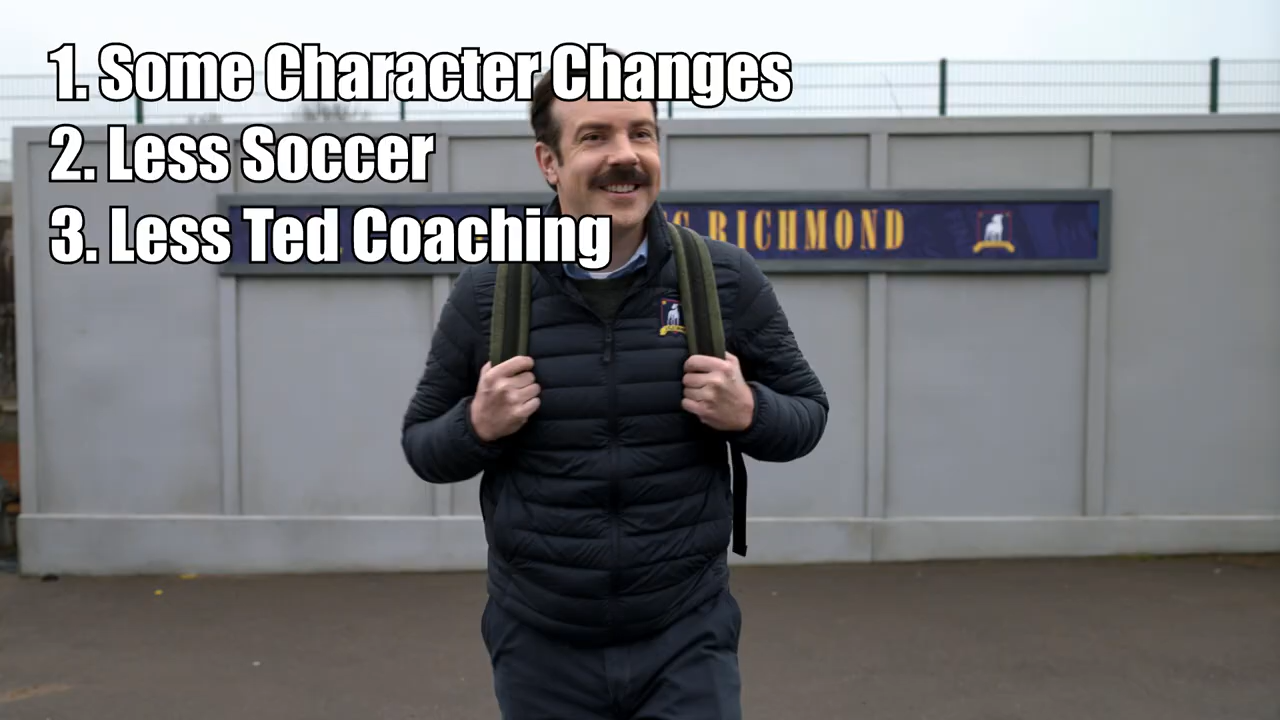 1. Some Character Changes
2. Less Soccer
3. Less Ted Coaching
RICHMOND